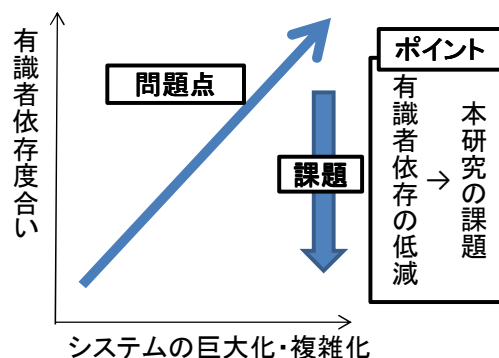 有識者依存度合い
問題点
課題
システムの巨大化・複雑化
ポイント
有識者依存の低減
→
本研究の課題